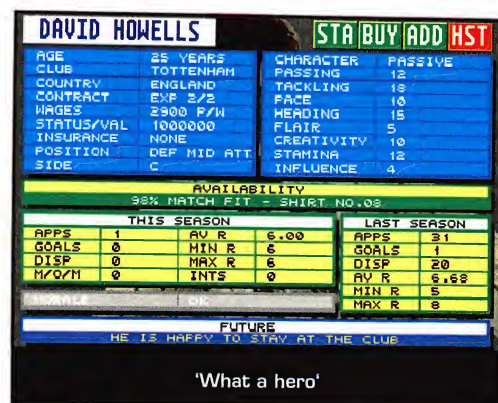 DAVID HOWELLS
STA BUY ADD HST
AGE 25 YEARS
CLUB TOTTENHAM
COUNTRY ENGLAND
CONTRACT EXP 2/2
WAGES 2900 P/W
STATUS/VAL 1000000
INSURANCE NONE
POSITION DEF MID ATT
SIDE C
CHARACTER PASSIVE
PASSING 12
TACKLING 18
PACE 10
HEADING 15
FLAIR 5
CREATIVITY 10
STAMINA 12
INFLUENCE 4
AVAILABILITY
98% MATCH FIT - SHIRT NO.08
THIS SEASON
APPS 1 AV R 6.00
GOALS 0 MIN R 6
DISP 0 MAX R 6
M/O/M 0 INTS 0
LAST SEASON
APPS 31
GOALS 1
DISP 20
AV R 6.68
MIN R 5
MAX R 8
MORALE OK
FUTURE
HE IS HAPPY TO STAY AT THE CLUB
'What a hero'